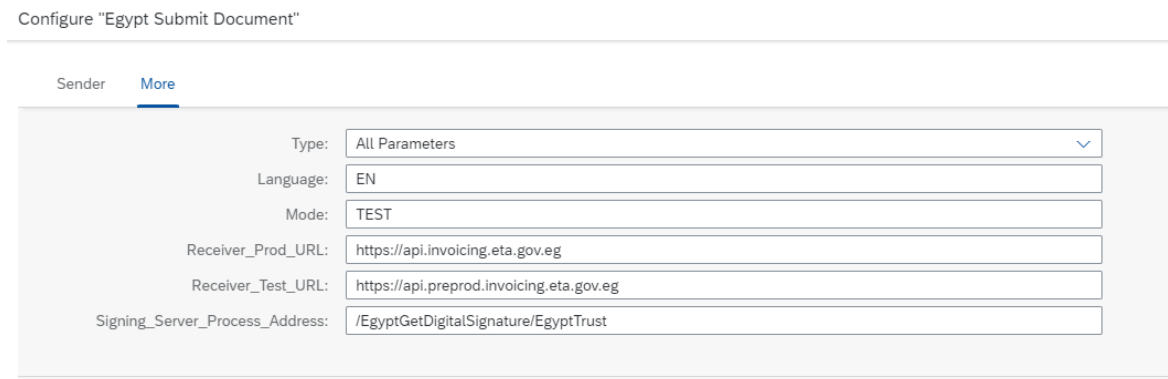 Configure "Egypt Submit Document"
Sender More
Type: All Parameters
Language: EN
Mode: TEST
Receiver_Prod_URL: https://api.invoicing.eta.gov.eg
Receiver_Test_URL: https://api.preprod.invoicing.eta.gov.eg
Signing_Server_Process_Address: /EgyptGetDigitalSignature/EgyptTrust